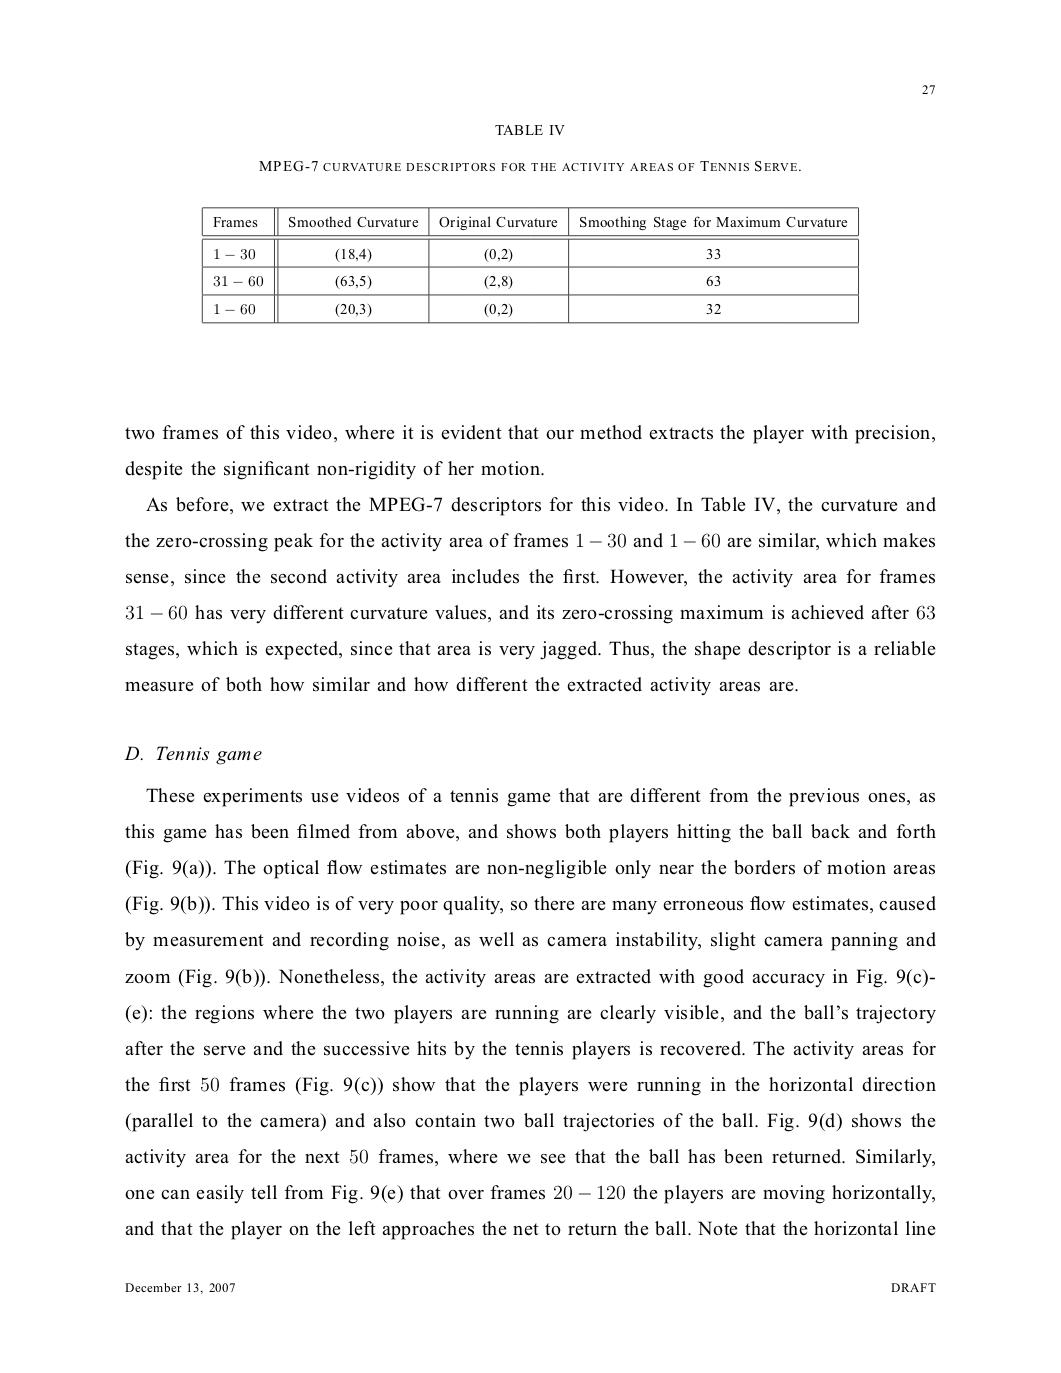 27
TABLE IV
MPEG-7 CURVATURE DESCRIPTORS FOR THE ACTIVITY AREAS OF TENNIS SERVE.
Frames Smoothed Curvature Original Curvature Smoothing Stage for Maximum Curvature
1 − 30 (18,4) (0,2) 33
31 − 60 (63,5) (2,8) 63
1 − 60 (20,3) (0,2) 32
two frames of this video, where it is evident that our method extracts the player with precision,
despite the significant non-rigidity of her motion.
As before, we extract the MPEG-7 descriptors for this video. In Table IV, the curvature and
the zero-crossing peak for the activity area of frames 1 − 30 and 1 − 60 are similar, which makes
sense, since the second activity area includes the first. However, the activity area for frames
31 − 60 has very different curvature values, and its zero-crossing maximum is achieved after 63
stages, which is expected, since that area is very jagged. Thus, the shape descriptor is a reliable
measure of both how similar and how different the extracted activity areas are.
D. Tennis game
These experiments use videos of a tennis game that are different from the previous ones, as
this game has been filmed from above, and shows both players hitting the ball back and forth
(Fig. 9(a)). The optical flow estimates are non-negligible only near the borders of motion areas
(Fig. 9(b)). This video is of very poor quality, so there are many erroneous flow estimates, caused
by measurement and recording noise, as well as camera instability, slight camera panning and
zoom (Fig. 9(b)). Nonetheless, the activity areas are extracted with good accuracy in Fig. 9(c)-
(e): the regions where the two players are running are clearly visible, and the ball's trajectory
after the serve and the successive hits by the tennis players is recovered. The activity areas for
the first 50 frames (Fig. 9(c)) show that the players were running in the horizontal direction
(parallel to the camera) and also contain two ball trajectories of the ball. Fig. 9(d) shows the
activity area for the next 50 frames, where we see that the ball has been returned. Similarly,
one can easily tell from Fig. 9(e) that over frames 20 − 120 the players are moving horizontally,
and that the player on the left approaches the net to return the ball. Note that the horizontal line
December 13, 2007 DRAFT